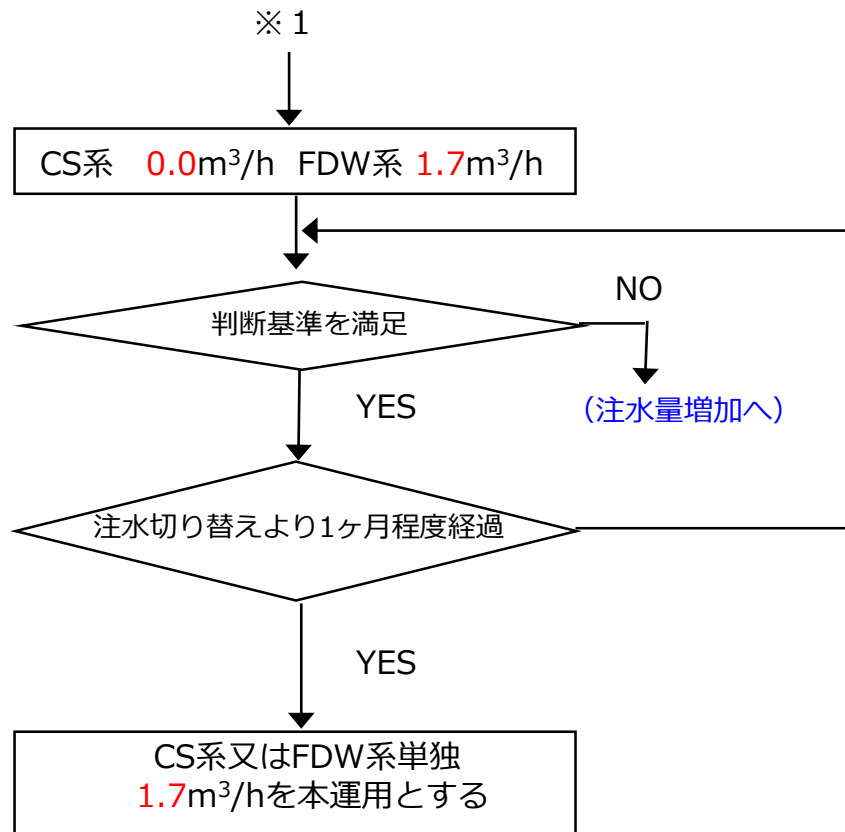 ※１
CS系　0.0m³/h FDW系 1.7m³/h
判断基準を満足
NO
YES
（注水量増加へ）
注水切り替えより1ヶ月程度経過
YES
CS系又はFDW系単独
1.7m³/hを本運用とする